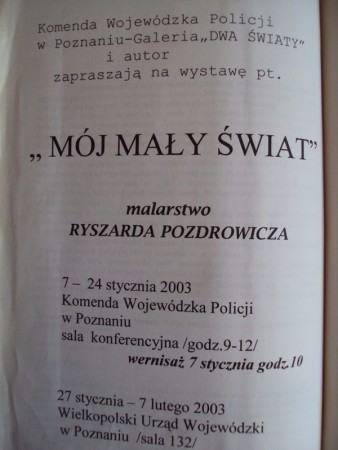 Komenda Wojewódzka Policji
w Poznaniu-Galeria„DWA ŚWIATY”
i autor
zapraszają na wystawę pt.
„ MÓJ MAŁY ŚWIAT”
malarstwo
RYSZARDA POZDROWICZA
7 – 24 stycznia 2003
Komenda Wojewódzka Policji
w Poznaniu
sala konferencyjna /godz.9-12/
wernisaż 7 stycznia godz.10
27 stycznia – 7 lutego 2003
Wielkopolski Urząd Wojewódzki
w Poznaniu /sala 132/